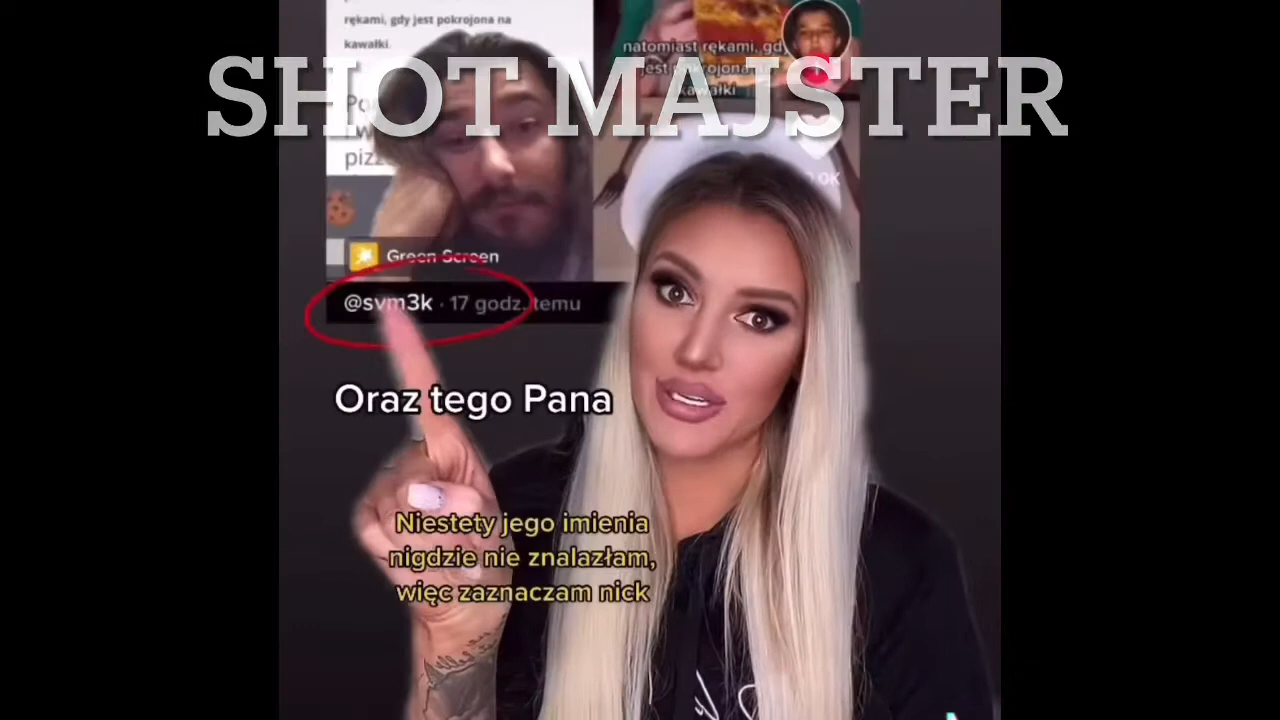 rękami, gdy jest pokrojona na
kawałki.
natomiast rękami, gdy
jest pokrojona na
kawałki
SHOT MAJSTER
pizz
Green Screen
@svm3k · 17 godz. temu
Oraz tego Pana
Niestety jego imienia
nigdzie nie znalazłam,
więc zaznaczam nick